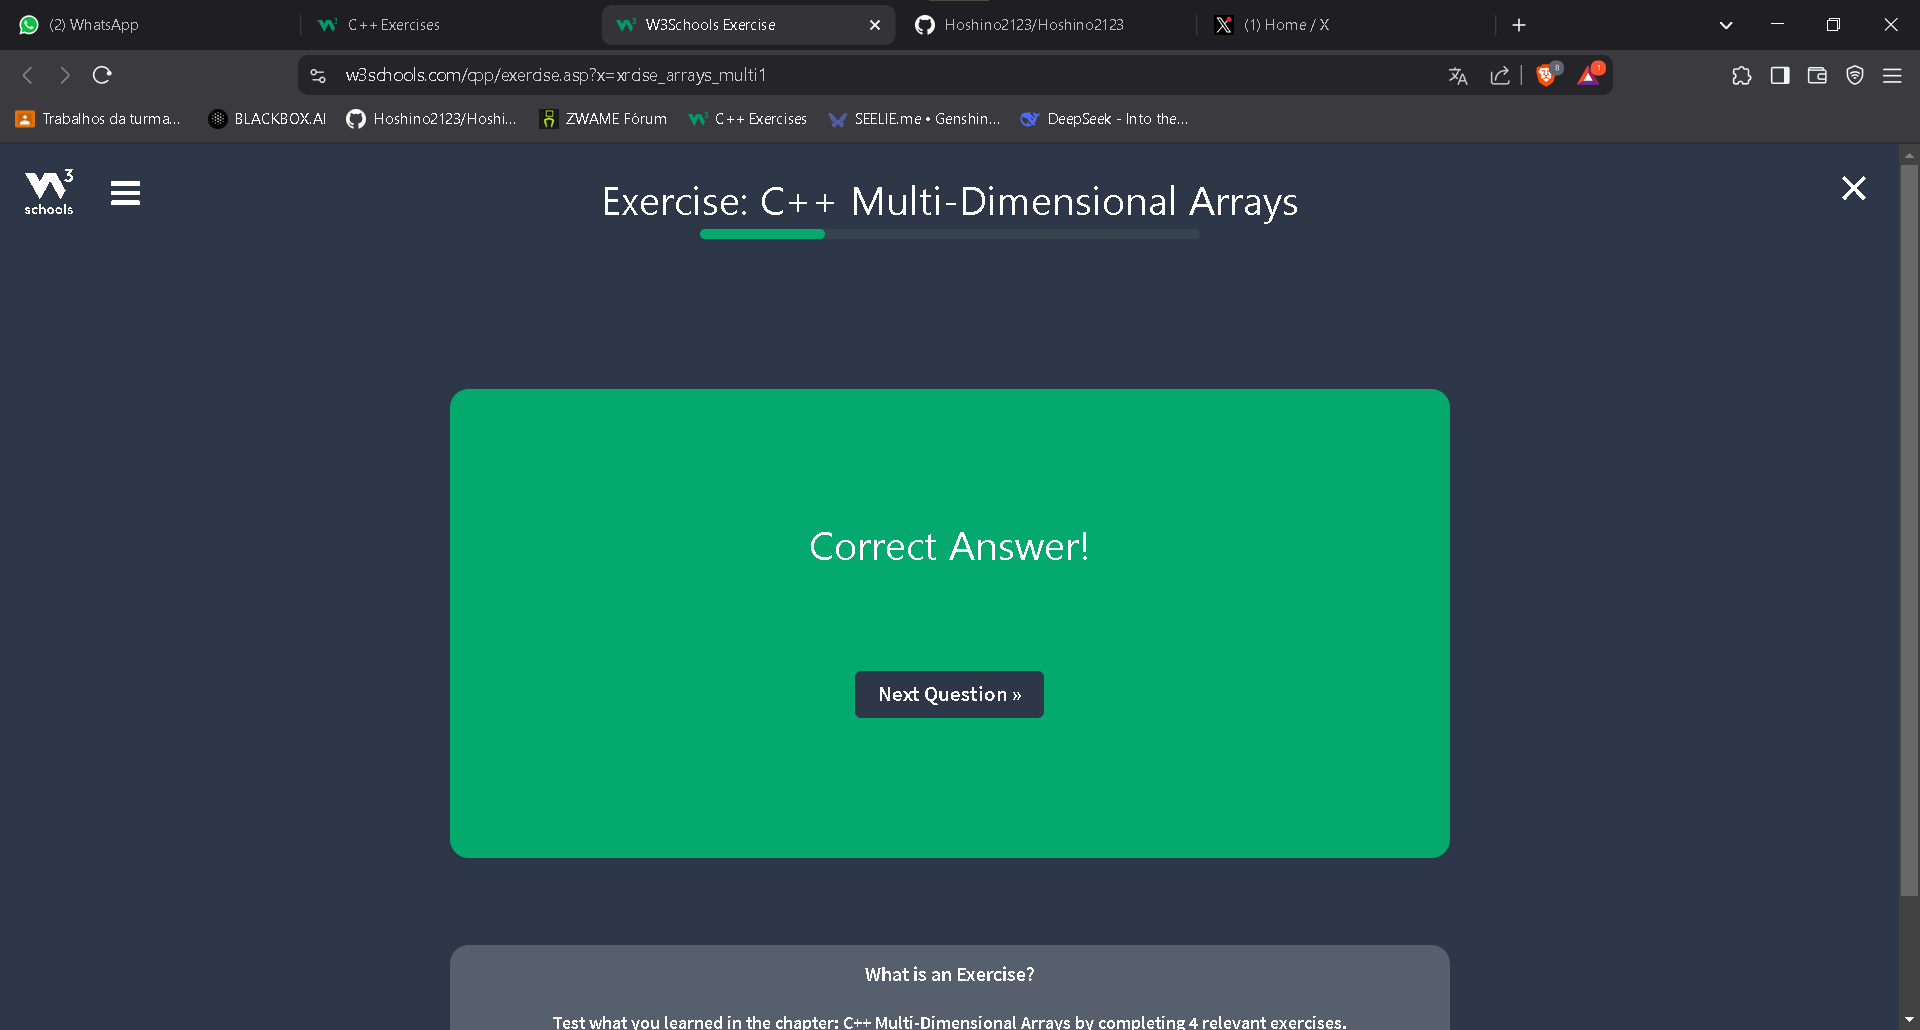 (2) WhatsApp
C++ Exercises
W3Schools Exercise
Hoshino2123/Hoshino2123
(1) Home / X
w3schools.com/cpp/exercise.asp?x=xrcise_arrays_multi1
8
1
Trabalhos da turma...
BLACKBOX.AI
Hoshino2123/Hoshi...
ZWAME Fórum
C++ Exercises
SEELIE.me • Genshin...
DeepSeek - Into the...
3
schools
Exercise: C++ Multi-Dimensional Arrays
Correct Answer!
Next Question »
What is an Exercise?
Test what you learned in the chapter: C++ Multi-Dimensional Arrays by completing 4 relevant exercises.